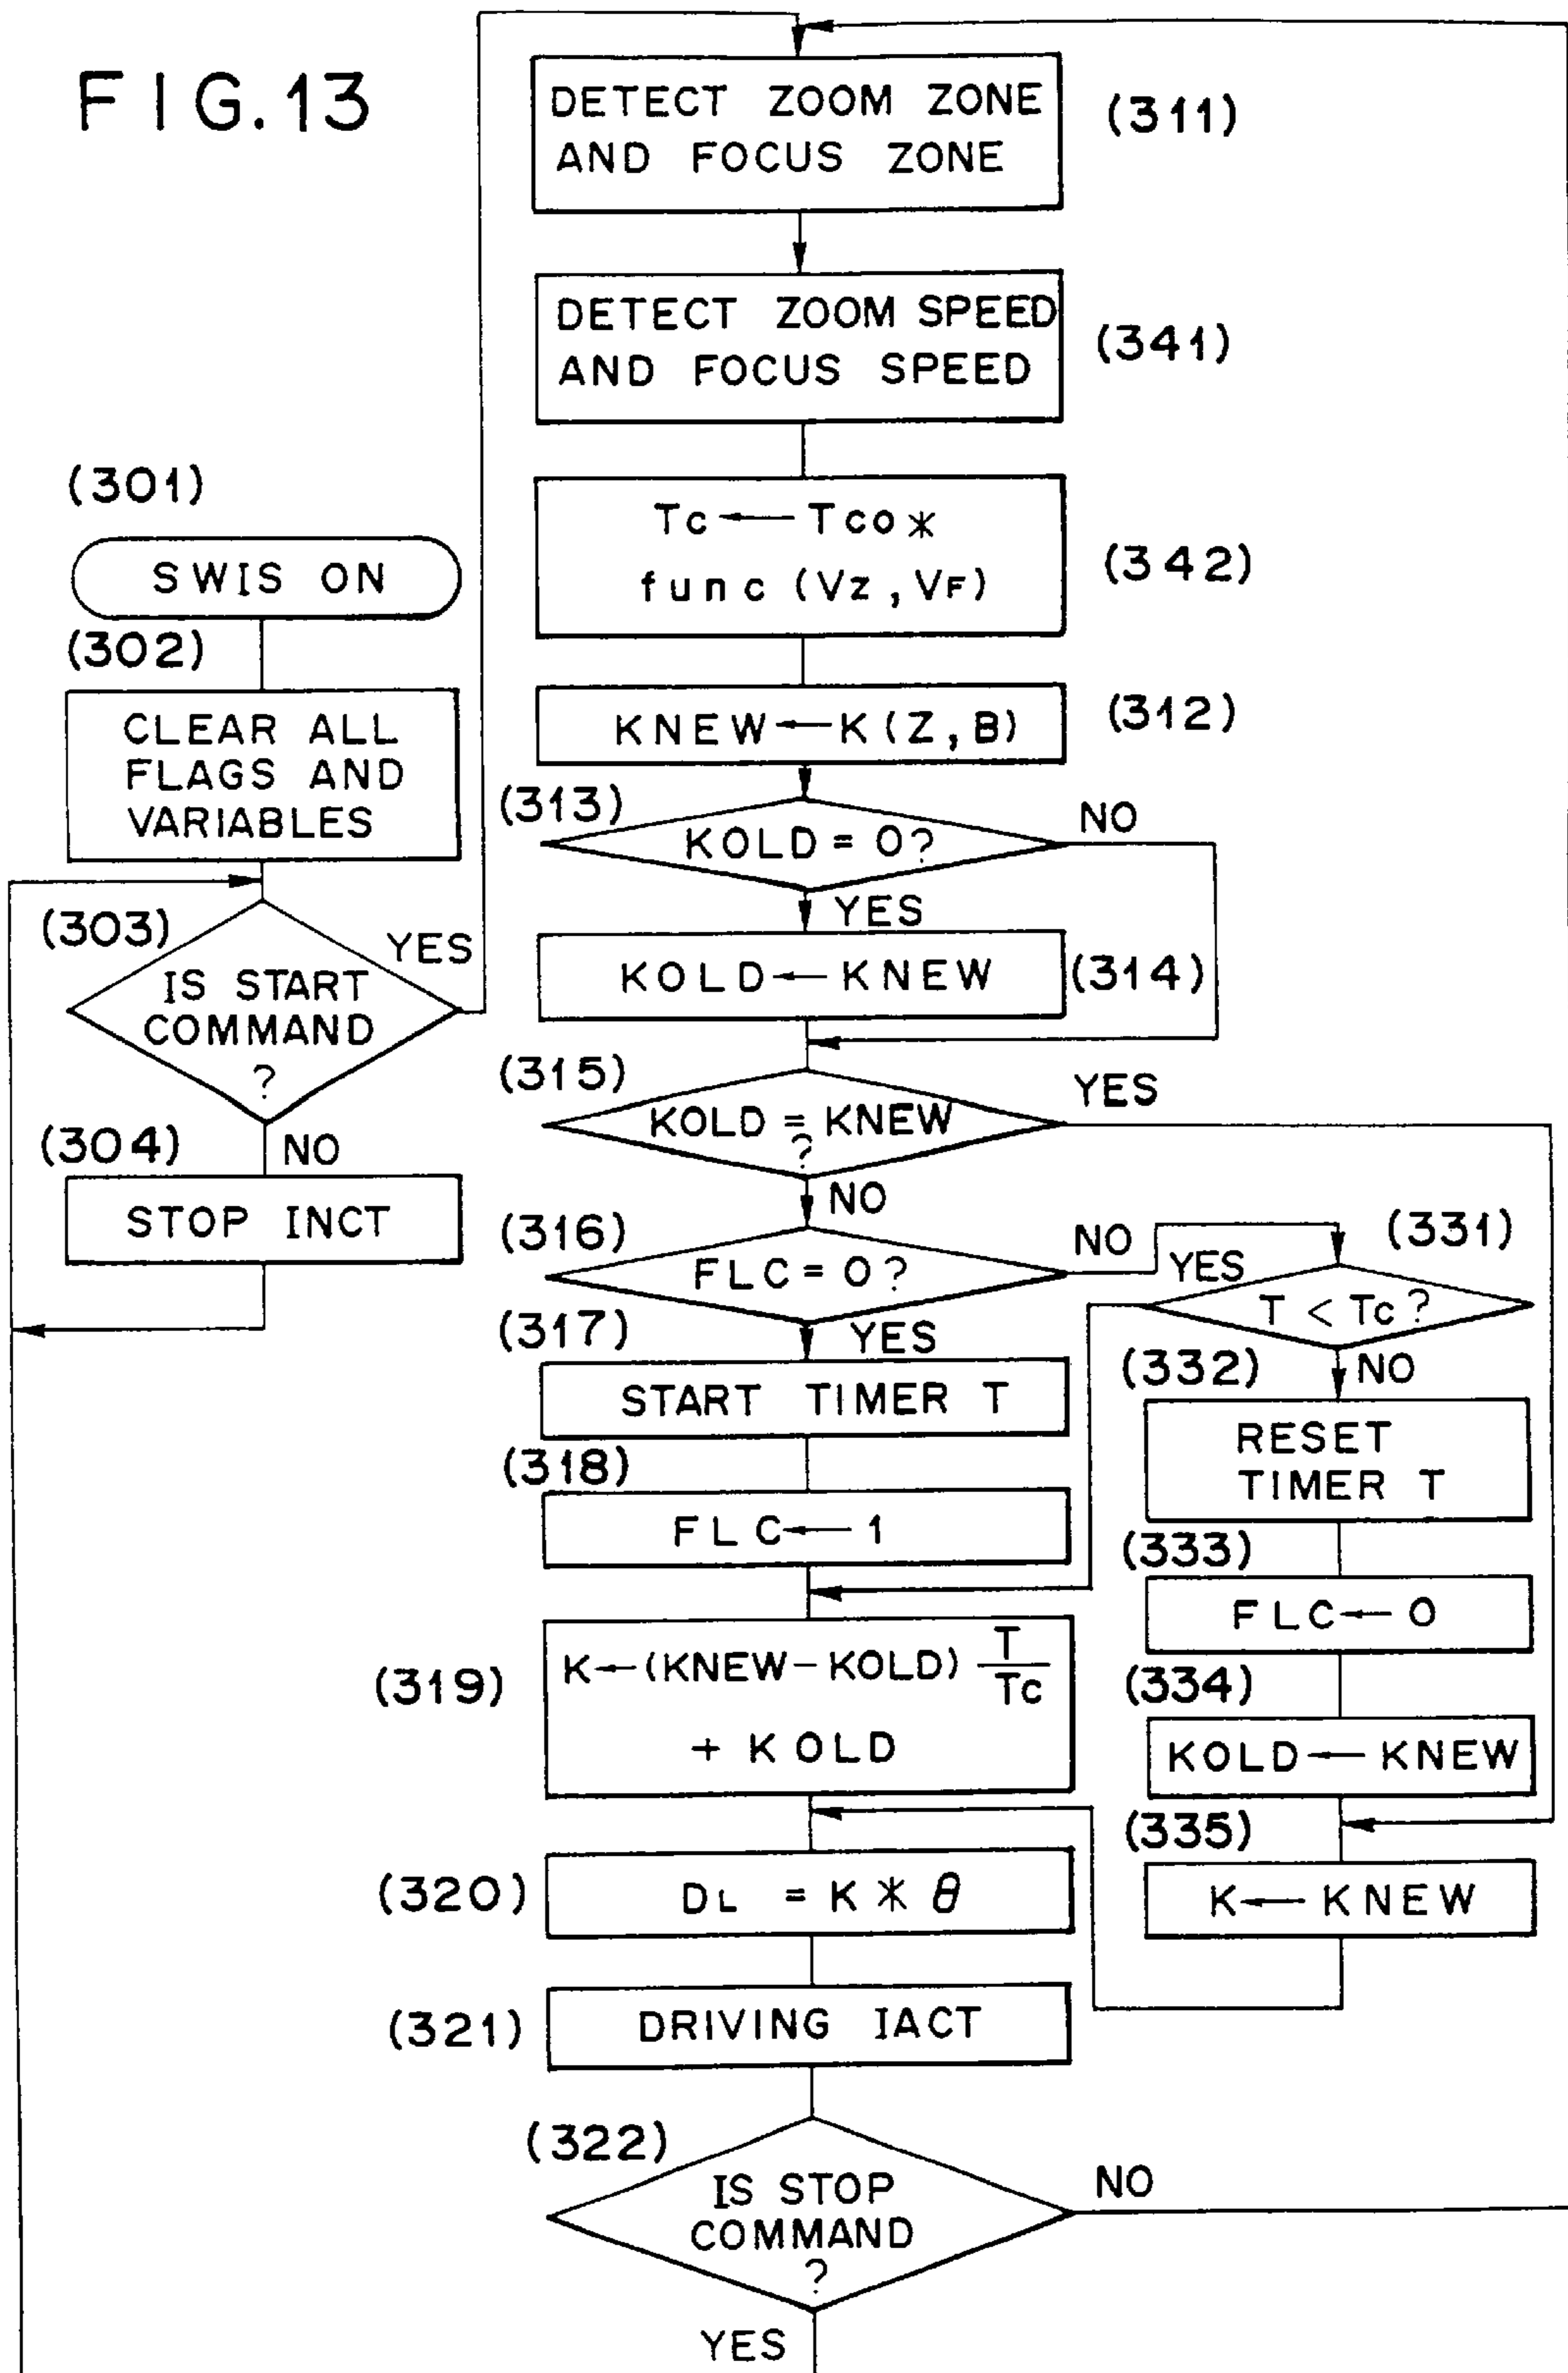 FIG.13
(301)
SWIS ON
(302)
CLEAR ALL
FLAGS AND
VARIABLES
(303)
YES
IS START
COMMAND
?
(304)
NO
STOP INCT
DETECT ZOOM ZONE
AND FOCUS ZONE
(311)
DETECT ZOOM SPEED
AND FOCUS SPEED
(341)
Tc ← Tco *
func (Vz, VF)
(342)
KNEW ← K(Z, B)
(312)
(313)
KOLD = 0?
NO
YES
KOLD ← KNEW
(314)
(315)
KOLD = KNEW
?
YES
NO
(316)
FLC = 0?
NO
YES
(317)
START TIMER T
(318)
FLC ← 1
(331)
YES
T < Tc?
NO
(332)
RESET
TIMER T
(333)
FLC ← 0
(334)
KOLD ← KNEW
(335)
K ← KNEW
(319)
K ← (KNEW – KOLD) T/Tc
+ KOLD
(320)
DL = K * θ
(321)
DRIVING IACT
(322)
IS STOP
COMMAND
?
NO
YES